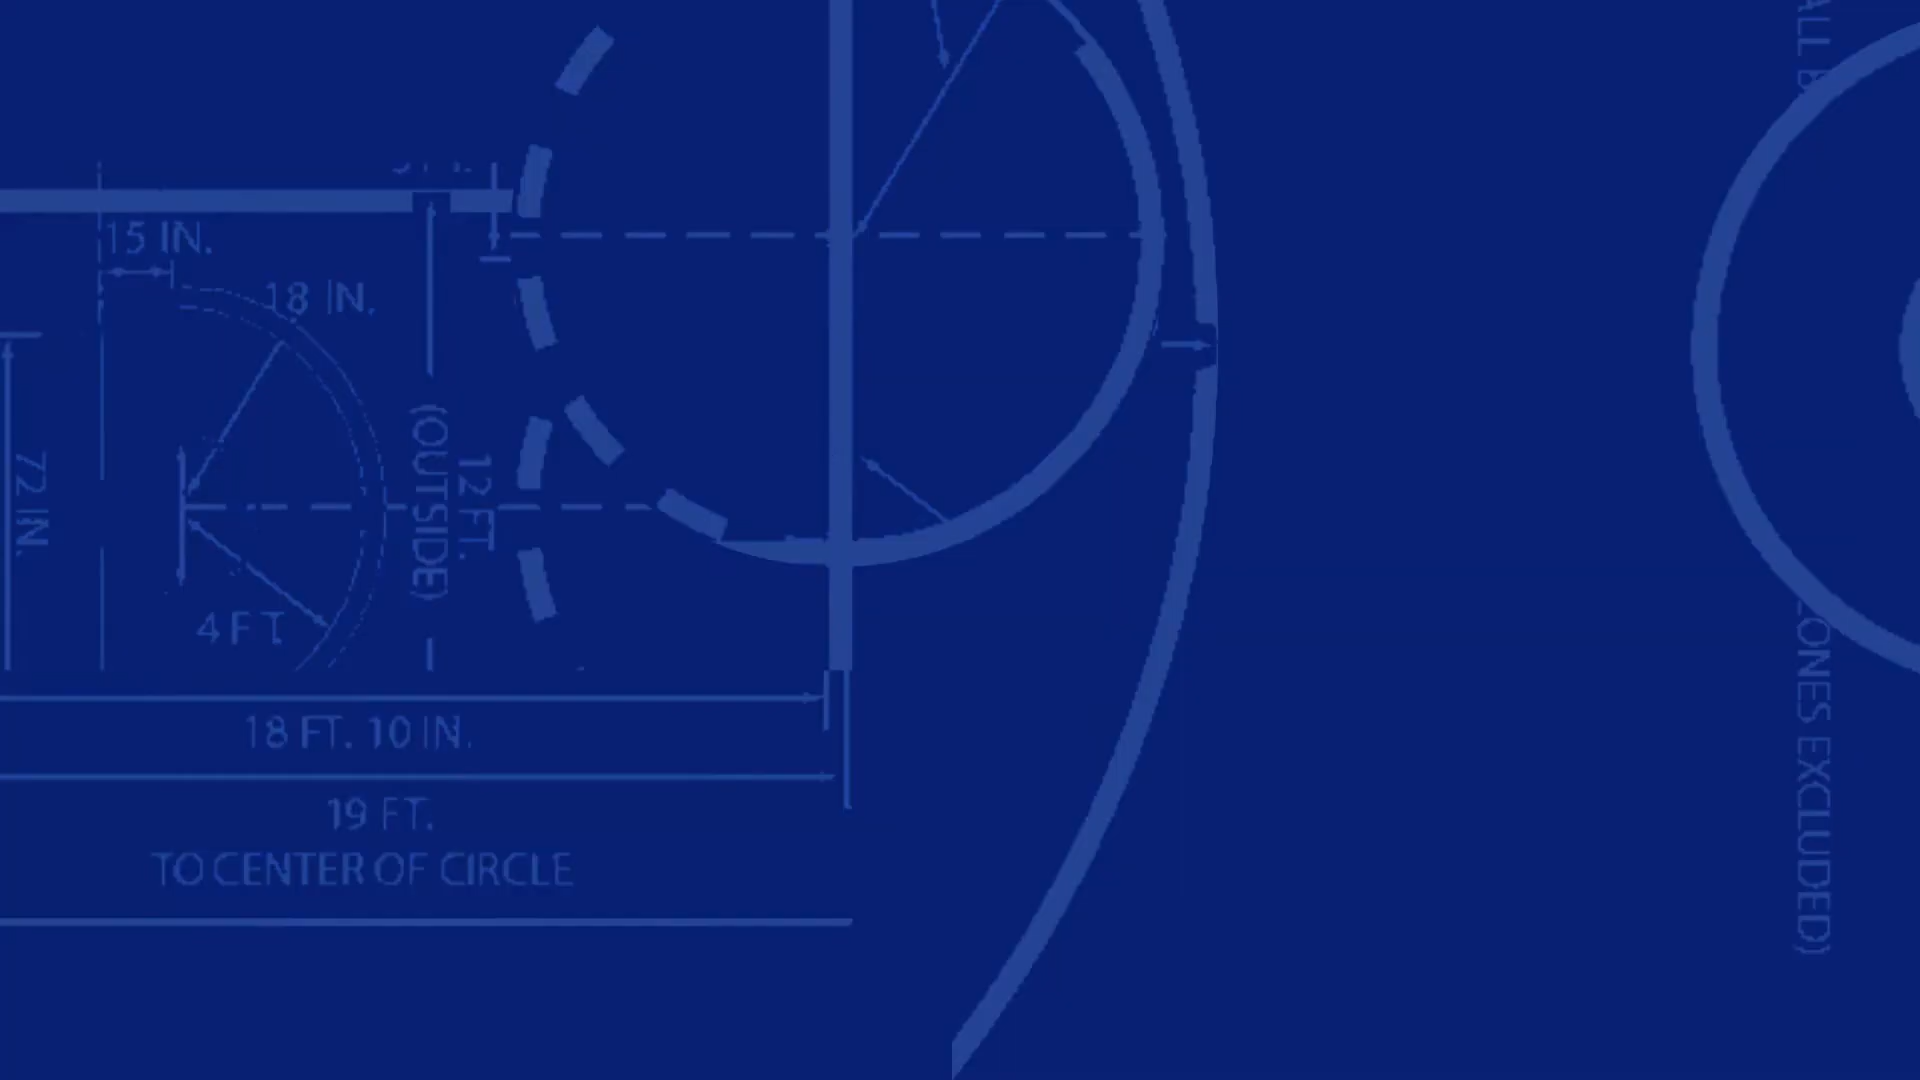 ALL
15 IN.
18 IN.
72 IN.
(OUTSIDE)
12 FT.
4 FT
18 FT. 10 IN.
19 FT.
TO CENTER OF CIRCLE
ONES EXCLUDED)